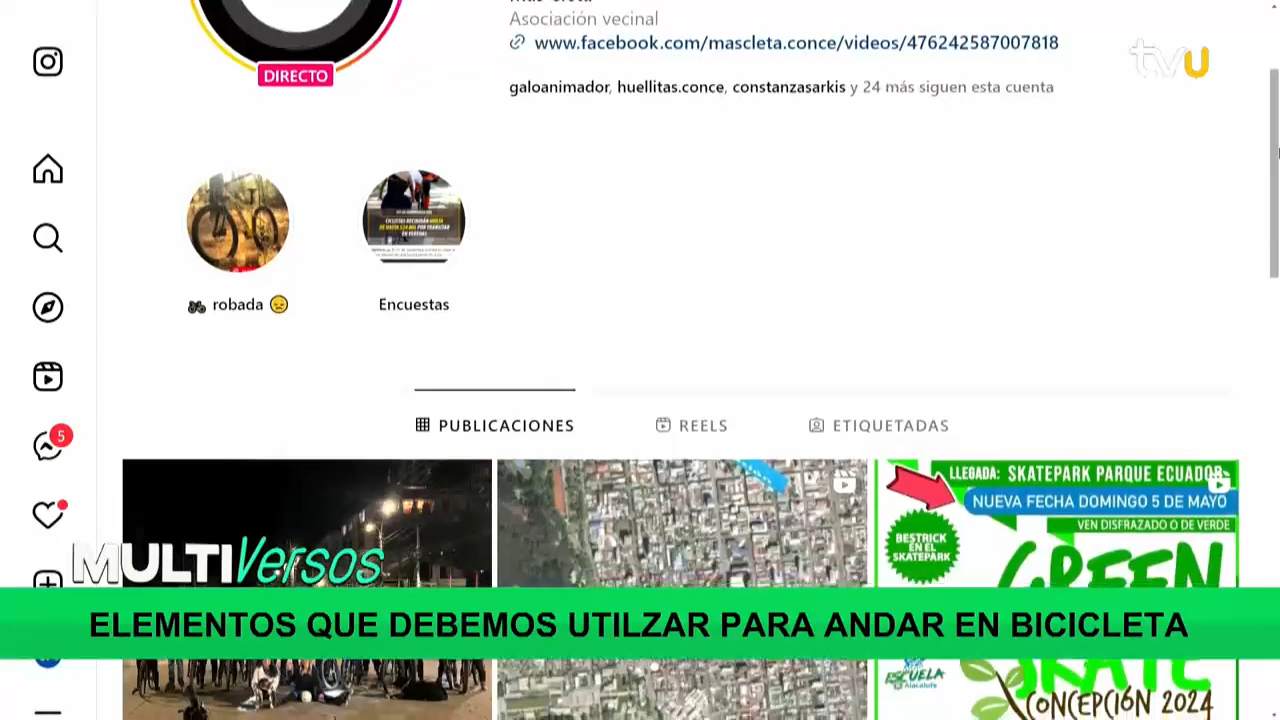 Asociación vecinal
www.facebook.com/mascleta.conce/videos/476242587007818
tvU
DIRECTO
galoanimador, huellitas.conce, constanzasarkis y 24 más siguen esta cuenta
robada
Encuestas
PUBLICACIONES
REELS
ETIQUETADAS
5
LLEGADA: SKATEPARK PARQUE ECUADOR
NUEVA FECHA DOMINGO 5 DE MAYO
VEN DISFRAZADO O DE VERDE
BESTRICK
EN EL
SKATEPARK
GREEN
MULTIVersos
ELEMENTOS QUE DEBEMOS UTILZAR PARA ANDAR EN BICICLETA
SKATE
ESCUELA
CONCEPCIÓN 2024